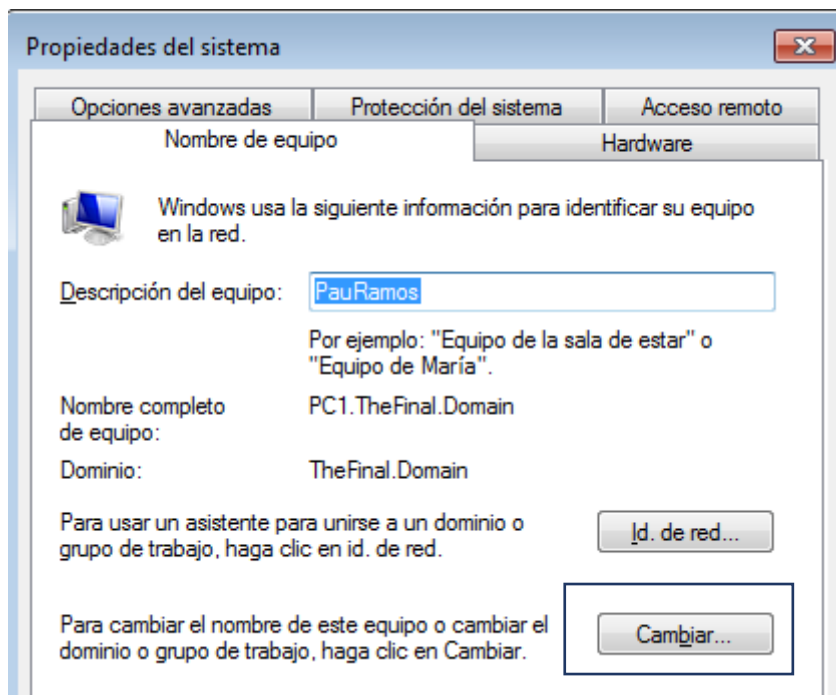 Propiedades del sistema
Opciones avanzadas Protección del sistema Acceso remoto
Nombre de equipo Hardware
Windows usa la siguiente información para identificar su equipo
en la red.
Descripción del equipo: PauRamos
Por ejemplo: "Equipo de la sala de estar" o
"Equipo de María".
Nombre completo PC1.TheFinal.Domain
de equipo:
Dominio: TheFinal.Domain
Para usar un asistente para unirse a un dominio o
grupo de trabajo, haga clic en id. de red.
Id. de red...
Para cambiar el nombre de este equipo o cambiar el
dominio o grupo de trabajo, haga clic en Cambiar.
Cambiar...